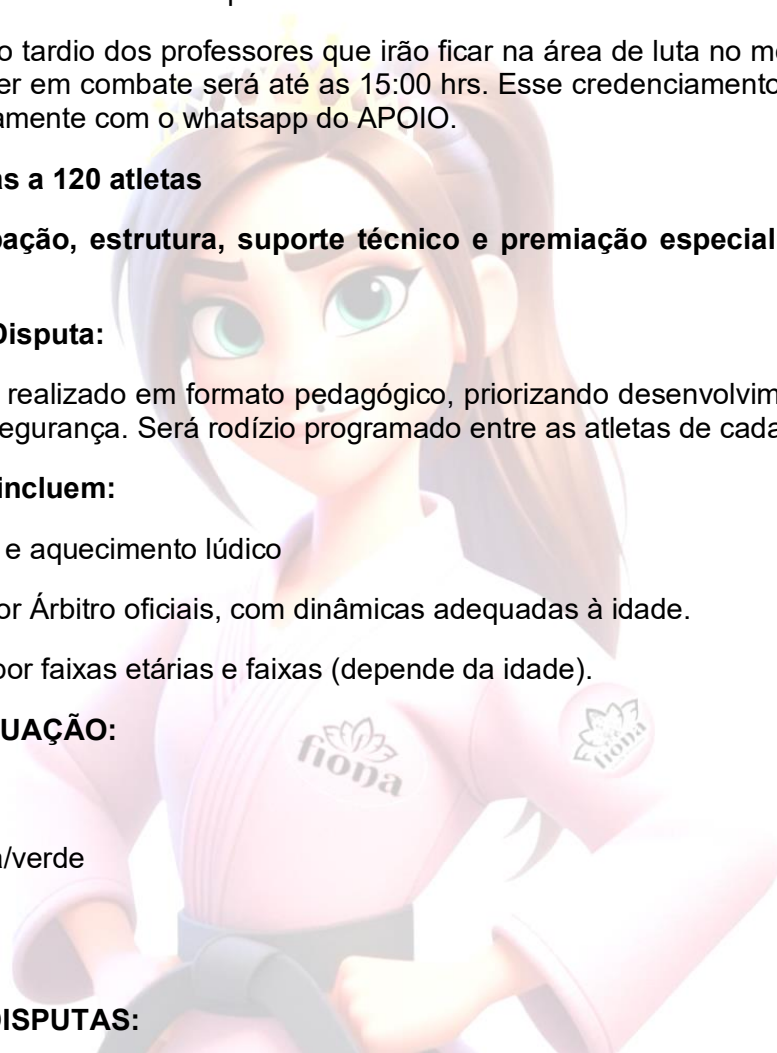 o tardio dos professores que irão ficar na área de luta no m
er em combate será até as 15:00 hrs. Esse credenciamento
amente com o whatsapp do APOIO.
as a 120 atletas
pação, estrutura, suporte técnico e premiação especial
Disputa:
realizado em formato pedagógico, priorizando desenvolvim
egurança. Será rodízio programado entre as atletas de cada
incluem:
e aquecimento lúdico
or Árbitro oficiais, com dinâmicas adequadas à idade.
por faixas etárias e faixas (depende da idade).
UAÇÃO:
fiona
fiona
a/verde
DISPUTAS: